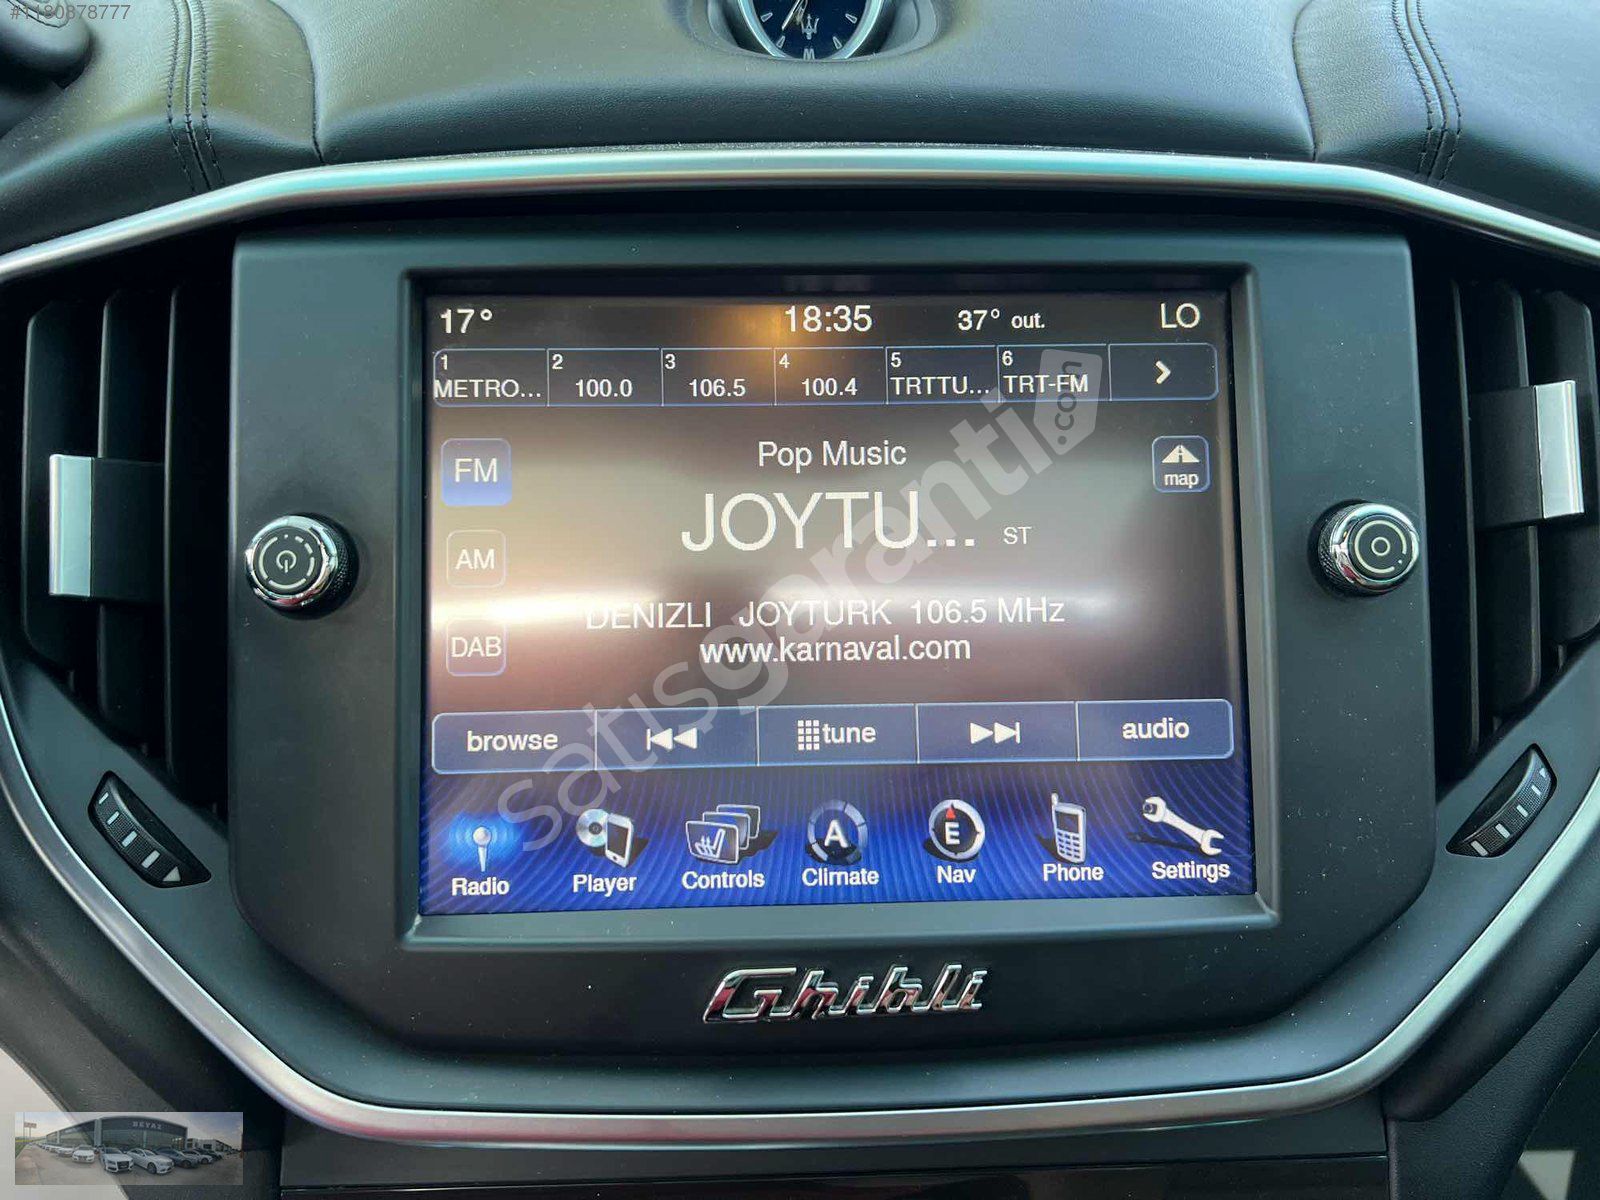 #1180878777
17° 18:35 37° out. LO
1 METRO... 2 100.0 3 106.5 4 100.4 5 TRTTU... 6 TRT-FM
FM
Pop Music
map
JOYTU... ST
AM
DENIZLI JOYTURK 106.5 MHz
DAB
www.karnaval.com
satışgaranti.com
browse tune audio
A E
Radio Player Controls Climate Nav Phone Settings
Ghibli
BEYAZ